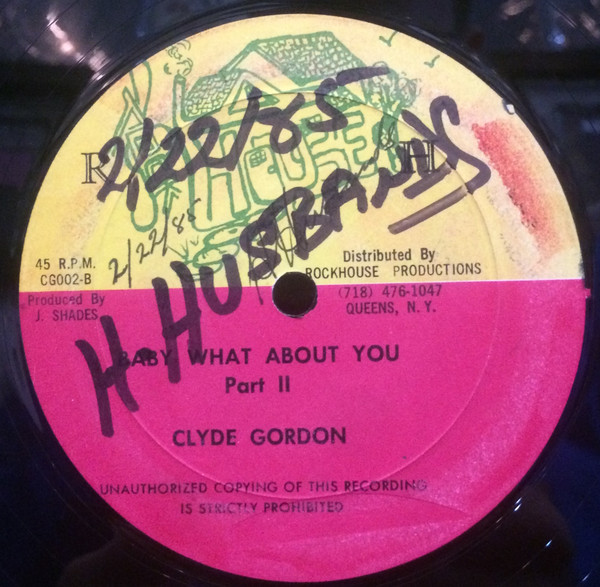 R H
HOUSE
2/22/85
2/22/85
H. HUSBANDS
45 R.P.M.
CG002-B
Produced By
J. SHADES
Distributed By
ROCKHOUSE PRODUCTIONS
(718) 476-1047
QUEENS, N. Y.
BABY WHAT ABOUT YOU
Part II
CLYDE GORDON
UNAUTHORIZED COPYING OF THIS RECORDING
IS STRICTLY PROHIBITED